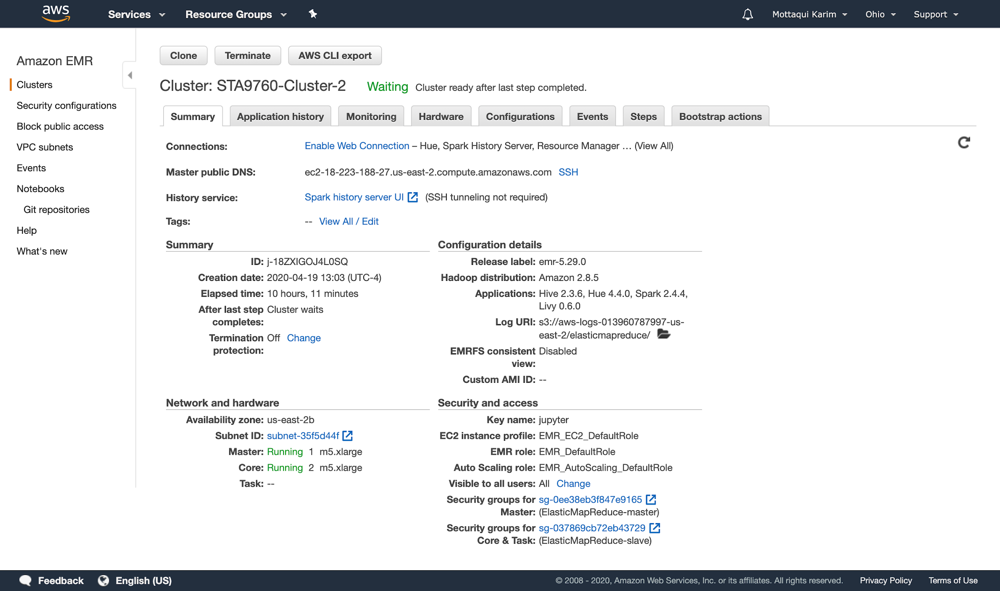 aws Services Resource Groups Mottaqui Karim Ohio Support
Amazon EMR
Clusters
Security configurations
Block public access
VPC subnets
Events
Notebooks
Git repositories
Help
What's new
Clone Terminate AWS CLI export
Cluster: STA9760-Cluster-2 Waiting Cluster ready after last step completed.
Summary Application history Monitoring Hardware Configurations Events Steps Bootstrap actions
Connections: Enable Web Connection – Hue, Spark History Server, Resource Manager … (View All)
Master public DNS: ec2-18-223-188-27.us-east-2.compute.amazonaws.com SSH
History service: Spark history server UI (SSH tunneling not required)
Tags: -- View All / Edit
Summary
ID: j-18ZXIGOJ4L0SQ
Creation date: 2020-04-19 13:03 (UTC-4)
Elapsed time: 10 hours, 11 minutes
After last step Cluster waits
completes:
Termination Off Change
protection:
Configuration details
Release label: emr-5.29.0
Hadoop distribution: Amazon 2.8.5
Applications: Hive 2.3.6, Hue 4.4.0, Spark 2.4.4,
Livy 0.6.0
Log URI: s3://aws-logs-013960787997-us-
east-2/elasticmapreduce/
EMRFS consistent Disabled
view:
Custom AMI ID: --
Network and hardware
Availability zone: us-east-2b
Subnet ID: subnet-35f5d44f
Master: Running 1 m5.xlarge
Core: Running 2 m5.xlarge
Task: --
Security and access
Key name: jupyter
EC2 instance profile: EMR_EC2_DefaultRole
EMR role: EMR_DefaultRole
Auto Scaling role: EMR_AutoScaling_DefaultRole
Visible to all users: All Change
Security groups for sg-0ee38eb3f847e9165
Master: (ElasticMapReduce-master)
Security groups for sg-037869cb72eb43729
Core & Task: (ElasticMapReduce-slave)
Feedback English (US) © 2008 - 2020, Amazon Web Services, Inc. or its affiliates. All rights reserved. Privacy Policy Terms of Use